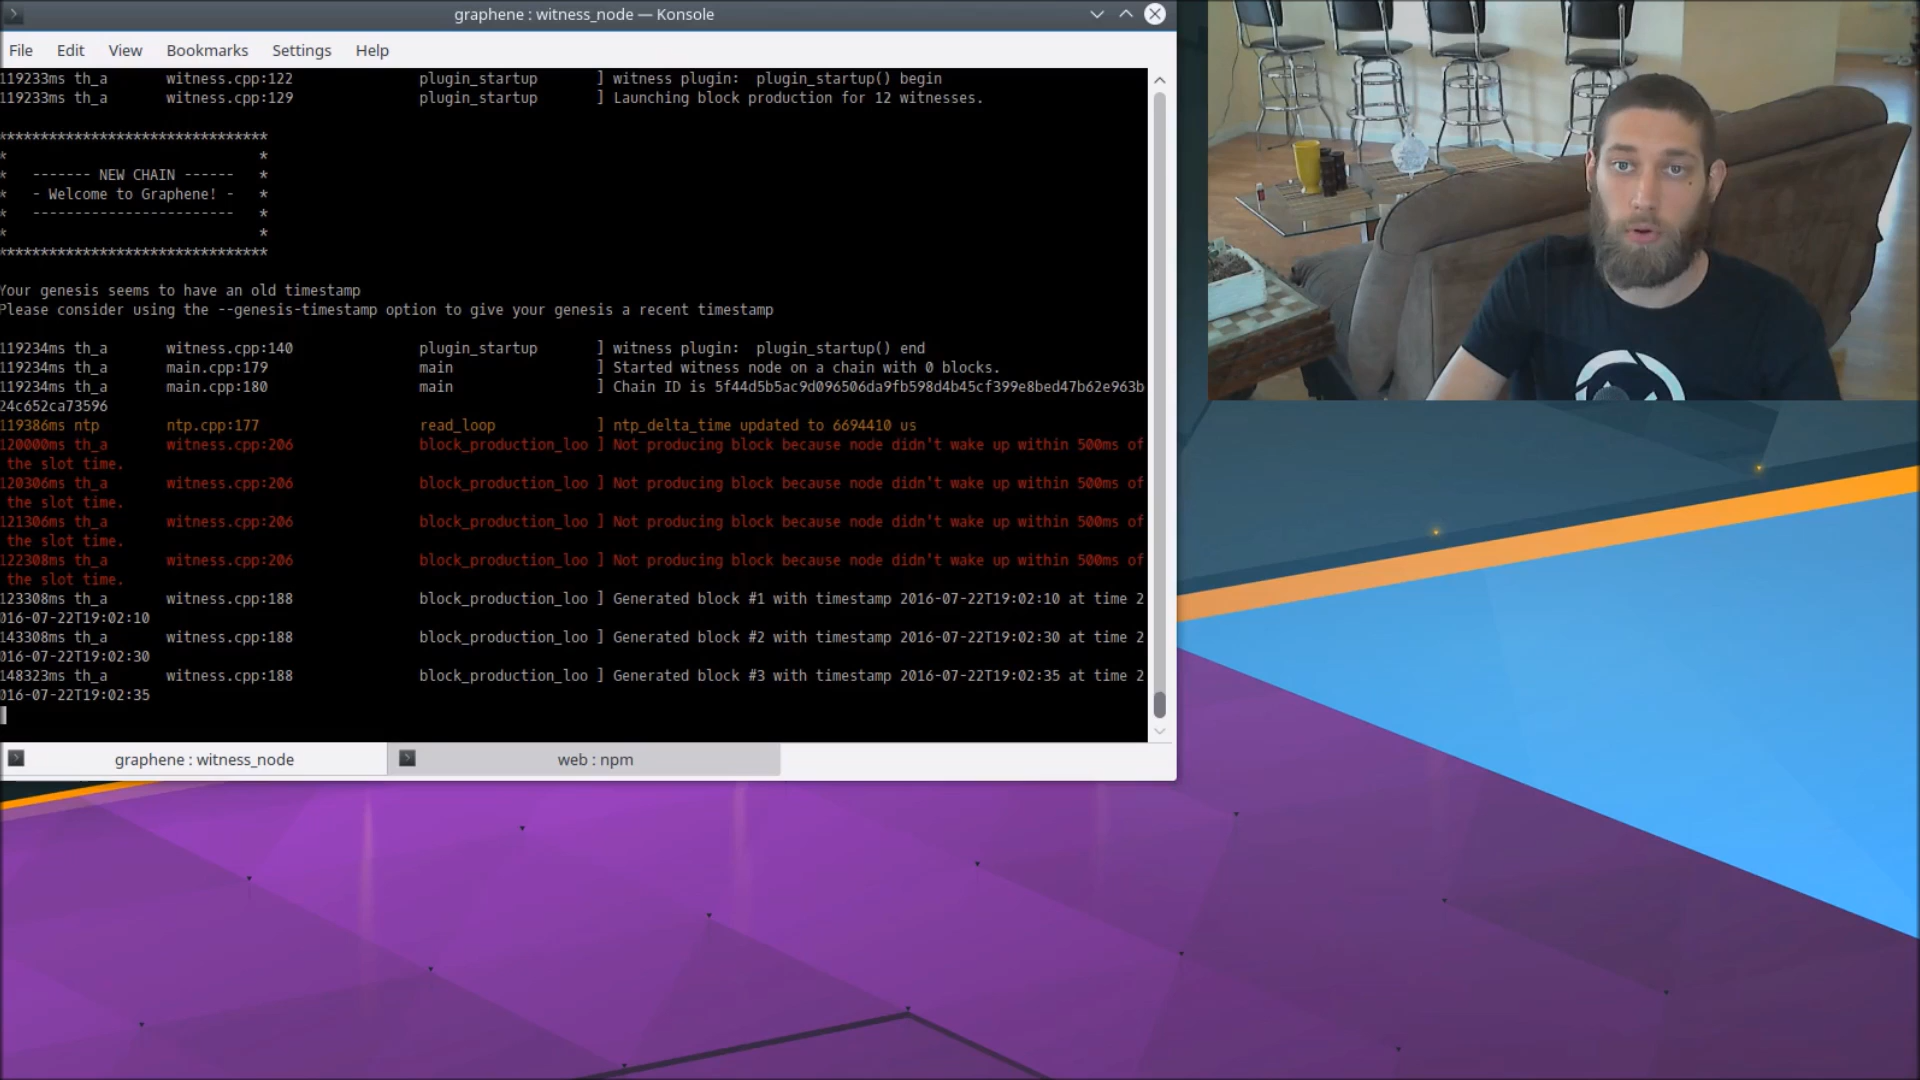 graphene : witness_node — Konsole
File Edit View Bookmarks Settings Help
119233ms th_a witness.cpp:122 plugin_startup ] witness plugin: plugin_startup() begin
119233ms th_a witness.cpp:129 plugin_startup ] Launching block production for 12 witnesses.
********************************
* *
* ------- NEW CHAIN ------ *
* - Welcome to Graphene! - *
* ------------------------ *
* *
********************************
Your genesis seems to have an old timestamp
Please consider using the --genesis-timestamp option to give your genesis a recent timestamp
119234ms th_a witness.cpp:140 plugin_startup ] witness plugin: plugin_startup() end
119234ms th_a main.cpp:179 main ] Started witness node on a chain with 0 blocks.
119234ms th_a main.cpp:180 main ] Chain ID is 5f44d5b5ac9d096506da9fb598d4b45cf399e8bed47b62e963b
24c652ca73596
119386ms ntp ntp.cpp:177 read_loop ] ntp_delta_time updated to 6694410 us
120000ms th_a witness.cpp:206 block_production_loo ] Not producing block because node didn't wake up within 500ms of
the slot time.
120306ms th_a witness.cpp:206 block_production_loo ] Not producing block because node didn't wake up within 500ms of
the slot time.
121306ms th_a witness.cpp:206 block_production_loo ] Not producing block because node didn't wake up within 500ms of
the slot time.
122308ms th_a witness.cpp:206 block_production_loo ] Not producing block because node didn't wake up within 500ms of
the slot time.
123308ms th_a witness.cpp:188 block_production_loo ] Generated block #1 with timestamp 2016-07-22T19:02:10 at time 2
016-07-22T19:02:10
143308ms th_a witness.cpp:188 block_production_loo ] Generated block #2 with timestamp 2016-07-22T19:02:30 at time 2
016-07-22T19:02:30
148323ms th_a witness.cpp:188 block_production_loo ] Generated block #3 with timestamp 2016-07-22T19:02:35 at time 2
016-07-22T19:02:35
graphene : witness_node web : npm